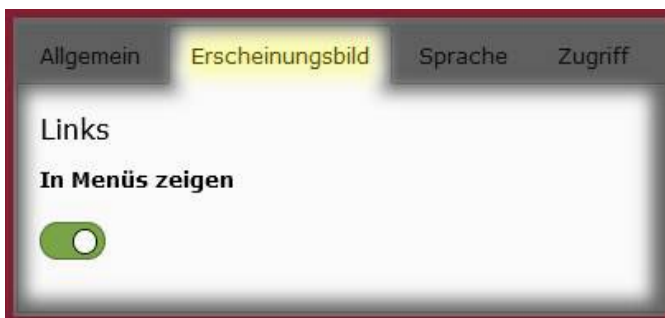 Allgemein Erscheinungsbild Sprache Zugriff
Links
In Menüs zeigen